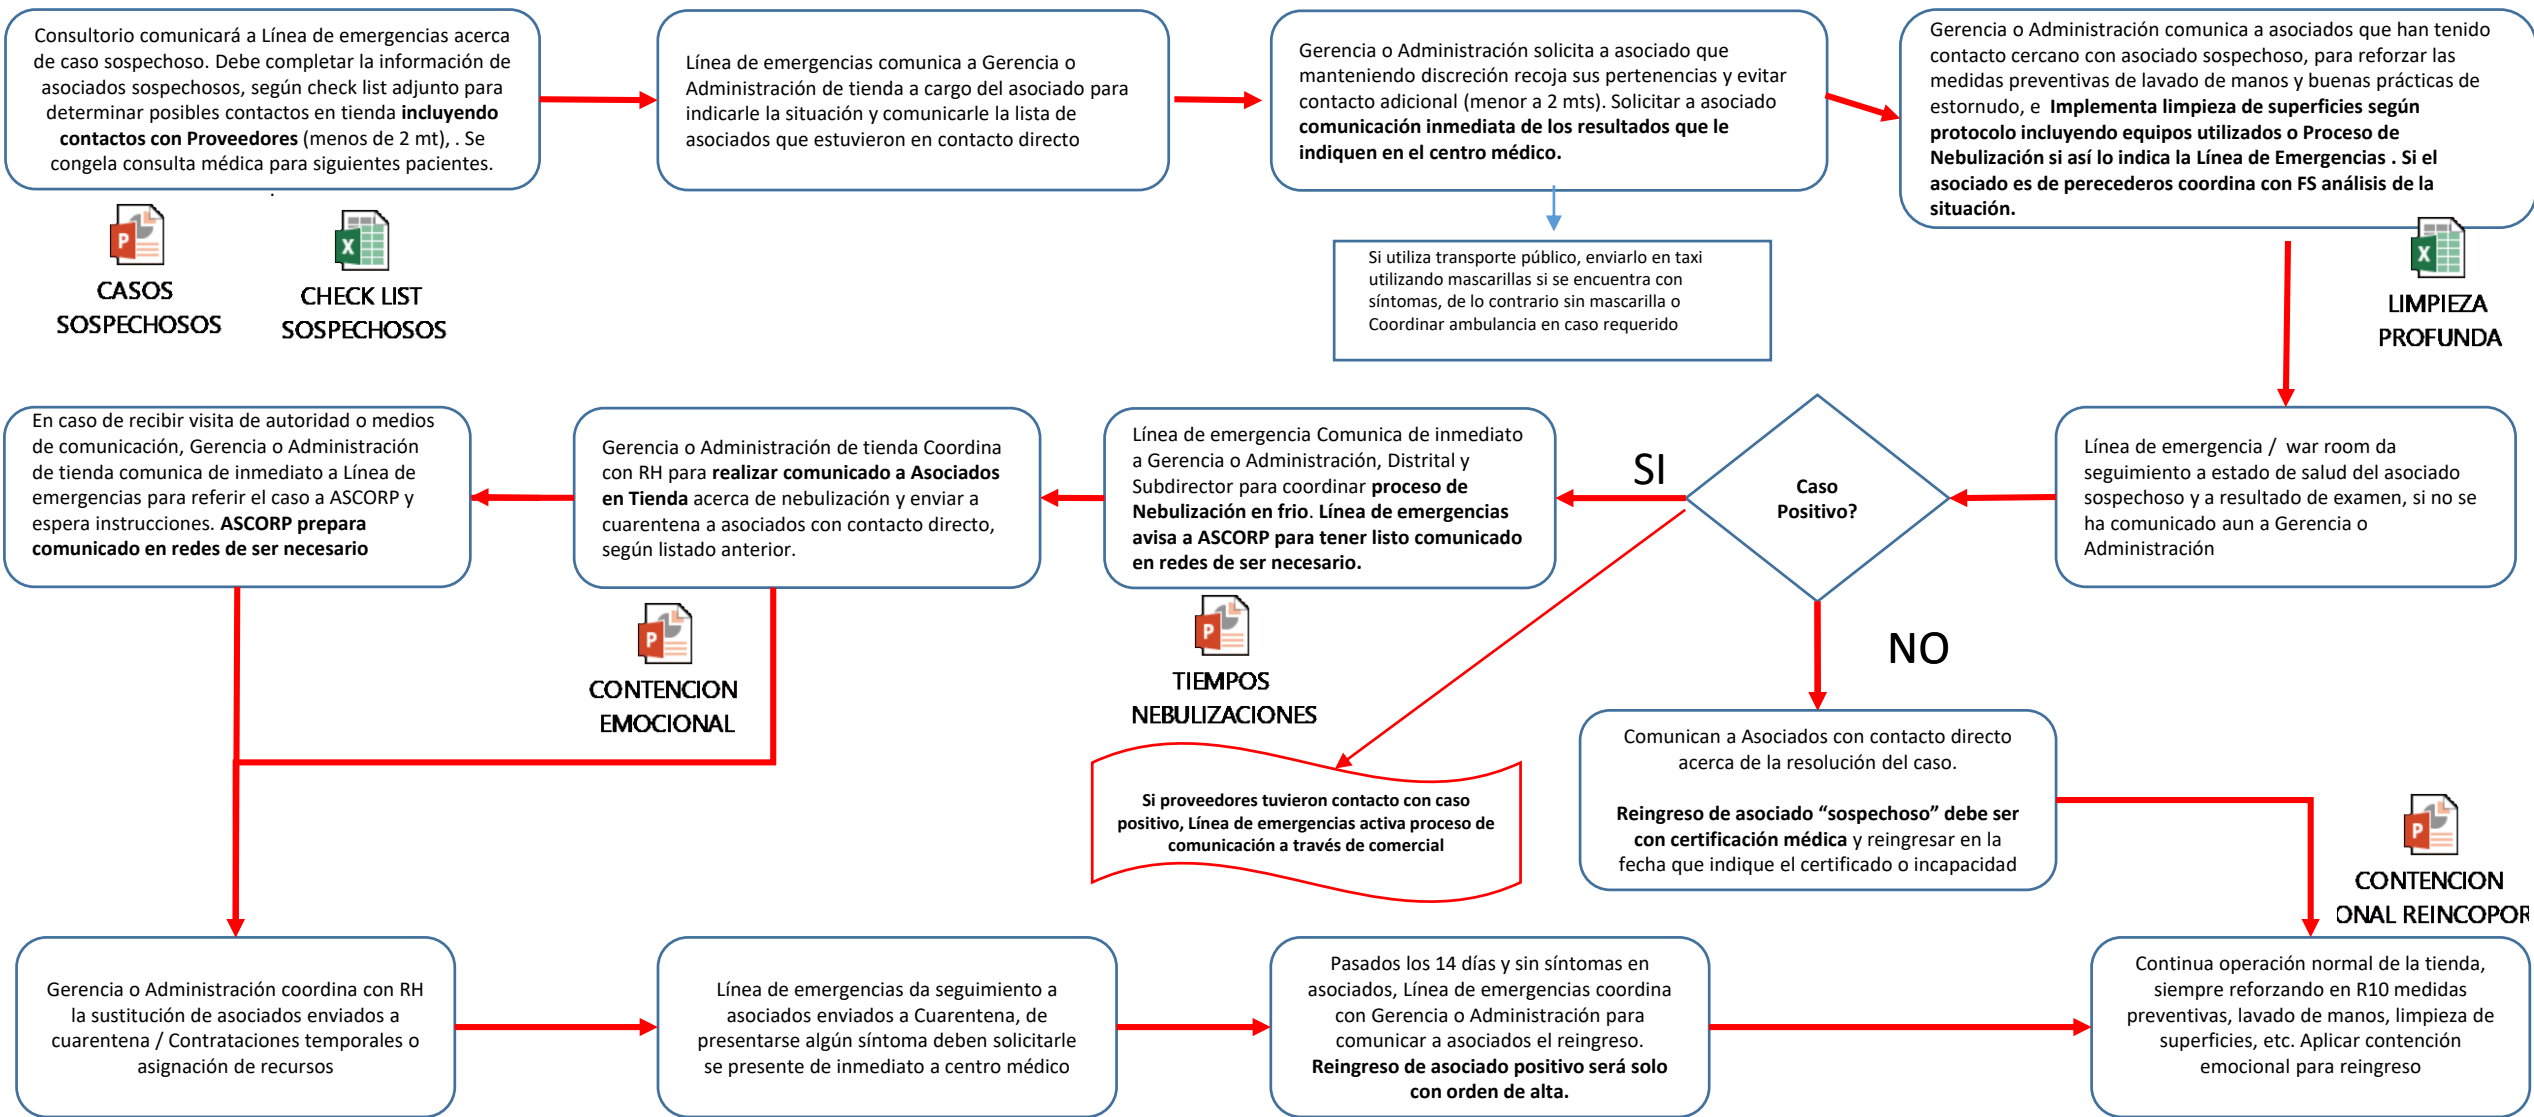 Consultorio comunicará a Línea de emergencias acerca
de caso sospechoso. Debe completar la información de
asociados sospechosos, según check list adjunto para
determinar posibles contactos en tienda incluyendo
contactos con Proveedores (menos de 2 mt), . Se
congela consulta médica para siguientes pacientes.
.
Línea de emergencias comunica a Gerencia o
Administración de tienda a cargo del asociado para
indicarle la situación y comunicarle la lista de
asociados que estuvieron en contacto directo
Gerencia o Administración solicita a asociado que
manteniendo discreción recoja sus pertenencias y evitar
contacto adicional (menor a 2 mts). Solicitar a asociado
comunicación inmediata de los resultados que le
indiquen en el centro médico.
Gerencia o Administración comunica a asociados que han tenido
contacto cercano con asociado sospechoso, para reforzar las
medidas preventivas de lavado de manos y buenas prácticas de
estornudo, e Implementa limpieza de superficies según
protocolo incluyendo equipos utilizados o Proceso de
Nebulización si así lo indica la Línea de Emergencias . Si el
asociado es de perecederos coordina con FS análisis de la
situación.
P
CASOS
SOSPECHOSOS
X
CHECK LIST
SOSPECHOSOS
Si utiliza transporte público, enviarlo en taxi
utilizando mascarillas si se encuentra con
síntomas, de lo contrario sin mascarilla o
Coordinar ambulancia en caso requerido
X
LIMPIEZA
PROFUNDA
En caso de recibir visita de autoridad o medios
de comunicación, Gerencia o Administración
de tienda comunica de inmediato a Línea de
emergencias para referir el caso a ASCORP y
espera instrucciones. ASCORP prepara
comunicado en redes de ser necesario
Gerencia o Administración de tienda Coordina
con RH para realizar comunicado a Asociados
en Tienda acerca de nebulización y enviar a
cuarentena a asociados con contacto directo,
según listado anterior.
Línea de emergencia Comunica de inmediato
a Gerencia o Administración, Distrital y
Subdirector para coordinar proceso de
Nebulización en frio. Línea de emergencias
avisa a ASCORP para tener listo comunicado
en redes de ser necesario.
SI
Caso
Positivo?
Línea de emergencia / war room da
seguimiento a estado de salud del asociado
sospechoso y a resultado de examen, si no se
ha comunicado aun a Gerencia o
Administración
P
CONTENCION
EMOCIONAL
P
TIEMPOS
NEBULIZACIONES
NO
Si proveedores tuvieron contacto con caso
positivo, Línea de emergencias activa proceso de
comunicación a través de comercial
Comunican a Asociados con contacto directo
acerca de la resolución del caso.
Reingreso de asociado “sospechoso” debe ser
con certificación médica y reingresar en la
fecha que indique el certificado o incapacidad
P
CONTENCION
ONAL REINCOPOR
Gerencia o Administración coordina con RH
la sustitución de asociados enviados a
cuarentena / Contrataciones temporales o
asignación de recursos
Línea de emergencias da seguimiento a
asociados enviados a Cuarentena, de
presentarse algún síntoma deben solicitarle
se presente de inmediato a centro médico
Pasados los 14 días y sin síntomas en
asociados, Línea de emergencias coordina
con Gerencia o Administración para
comunicar a asociados el reingreso.
Reingreso de asociado positivo será solo
con orden de alta.
Continua operación normal de la tienda,
siempre reforzando en R10 medidas
preventivas, lavado de manos, limpieza de
superficies, etc. Aplicar contención
emocional para reingreso